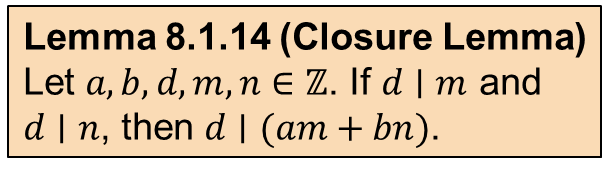 Lemma 8.1.14 (Closure Lemma)
Let a, b, d, m, n ∈ ℤ. If d ∣ m and
d ∣ n, then d ∣ (am + bn).